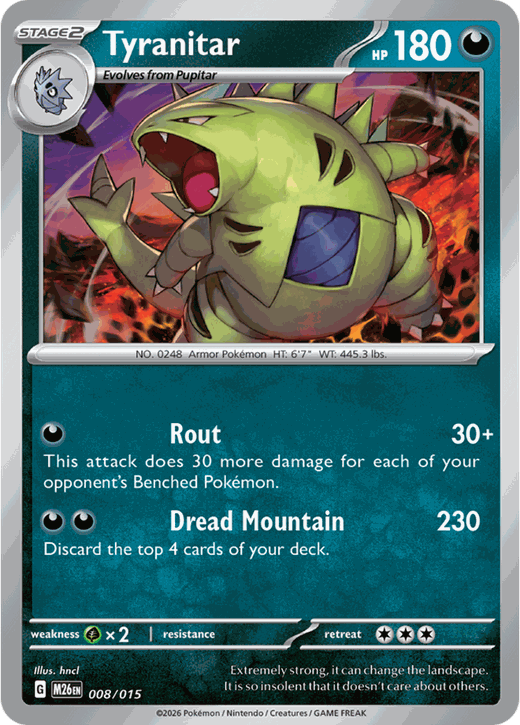 STAGE2
Tyranitar
HP 180
Evolves from Pupitar
NO. 0248 Armor Pokémon HT: 6'7" WT: 445.3 lbs.
Rout 30+
This attack does 30 more damage for each of your
opponent's Benched Pokémon.
Dread Mountain 230
Discard the top 4 cards of your deck.
weakness ×2 resistance retreat
Illus. hncl
Extremely strong, it can change the landscape.
It is so insolent that it doesn't care about others.
G M26 EN 008/015
©2026 Pokémon / Nintendo / Creatures / GAME FREAK